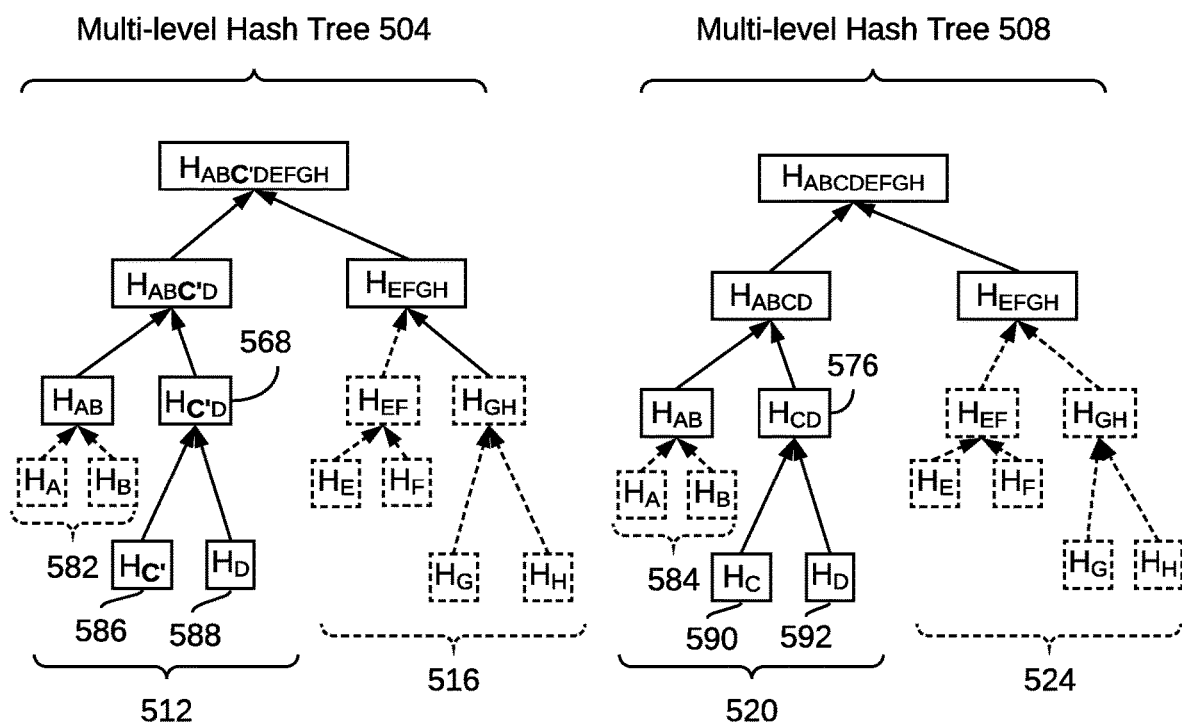 Multi-level Hash Tree 504
Multi-level Hash Tree 508
HABC'DEFGH
HABCDEFGH
HABC'D
HEFGH
HABCD
HEFGH
568
576
HAB
HC'D
HEF
HGH
HAB
HCD
HEF
HGH
HA
HB
HE
HF
HA
HB
HE
HF
582
HC'
HD
HG
HH
584
HC
HD
HG
HH
586
588
590
592
512
516
520
524